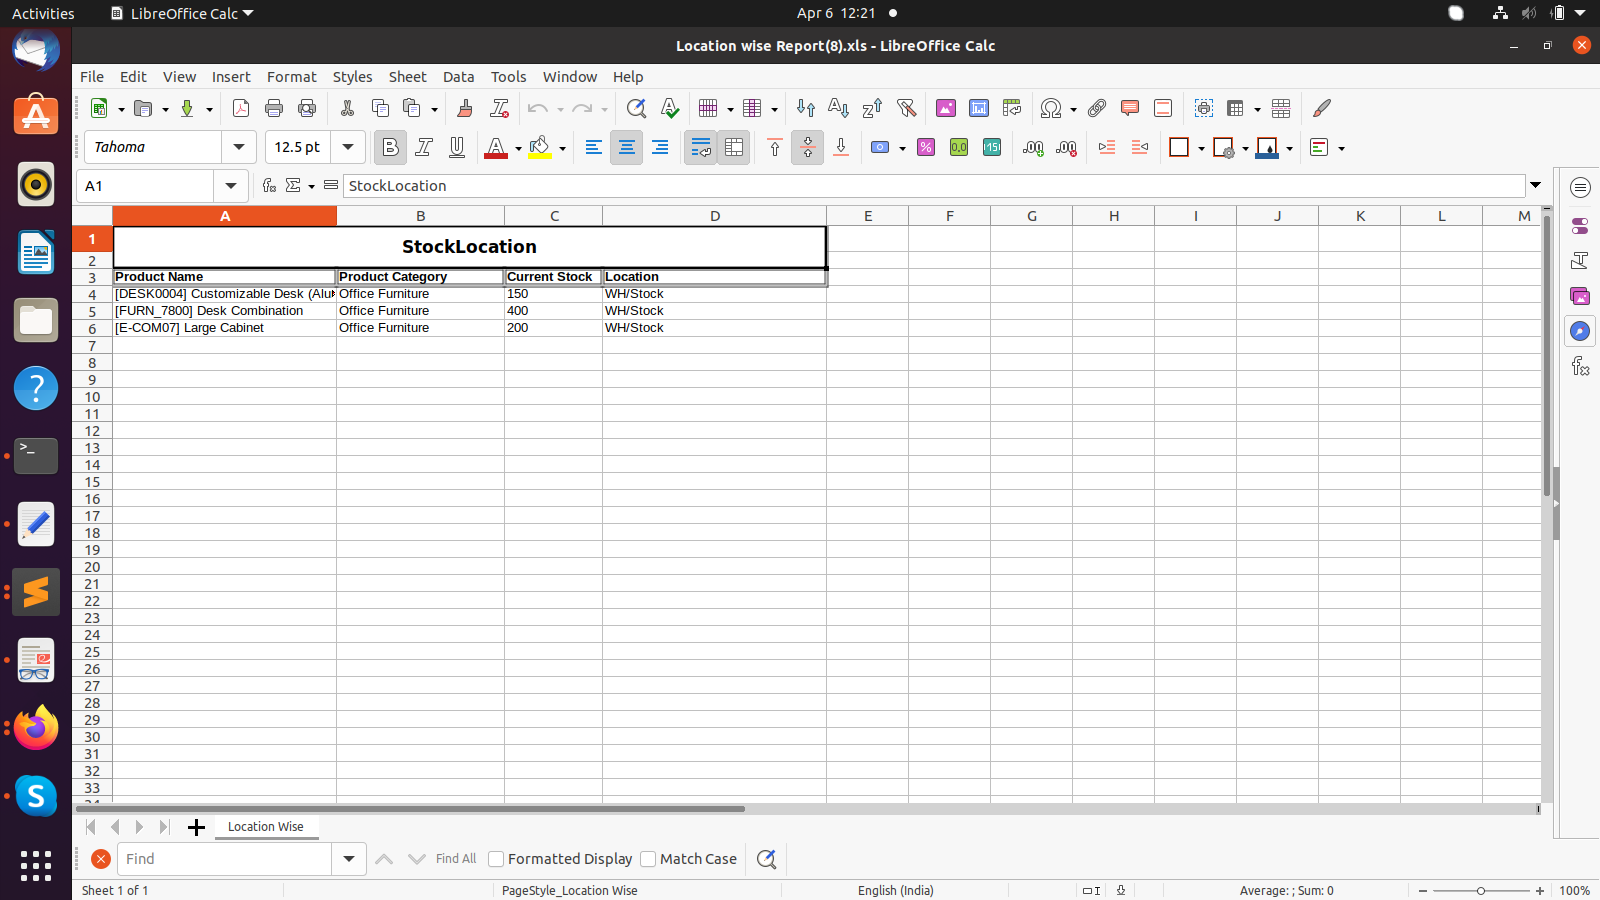 Activities
LibreOffice Calc
Apr 6 12:21
Location wise Report(8).xls - LibreOffice Calc
File Edit View Insert Format Styles Sheet Data Tools Window Help
Tahoma
12.5 pt
A1
StockLocation
A B C D E F G H I J K L M
1 StockLocation
2
3 Product Name Product Category Current Stock Location
4 [DESK0004] Customizable Desk (Alu Office Furniture 150 WH/Stock
5 [FURN_7800] Desk Combination Office Furniture 400 WH/Stock
6 [E-COM07] Large Cabinet Office Furniture 200 WH/Stock
7
8
9
10
11
12
13
14
15
16
17
18
19
20
21
22
23
24
25
26
27
28
29
30
31
32
33
Location Wise
Find
Find All Formatted Display Match Case
Sheet 1 of 1 PageStyle_Location Wise English (India) Average: ; Sum: 0 100%